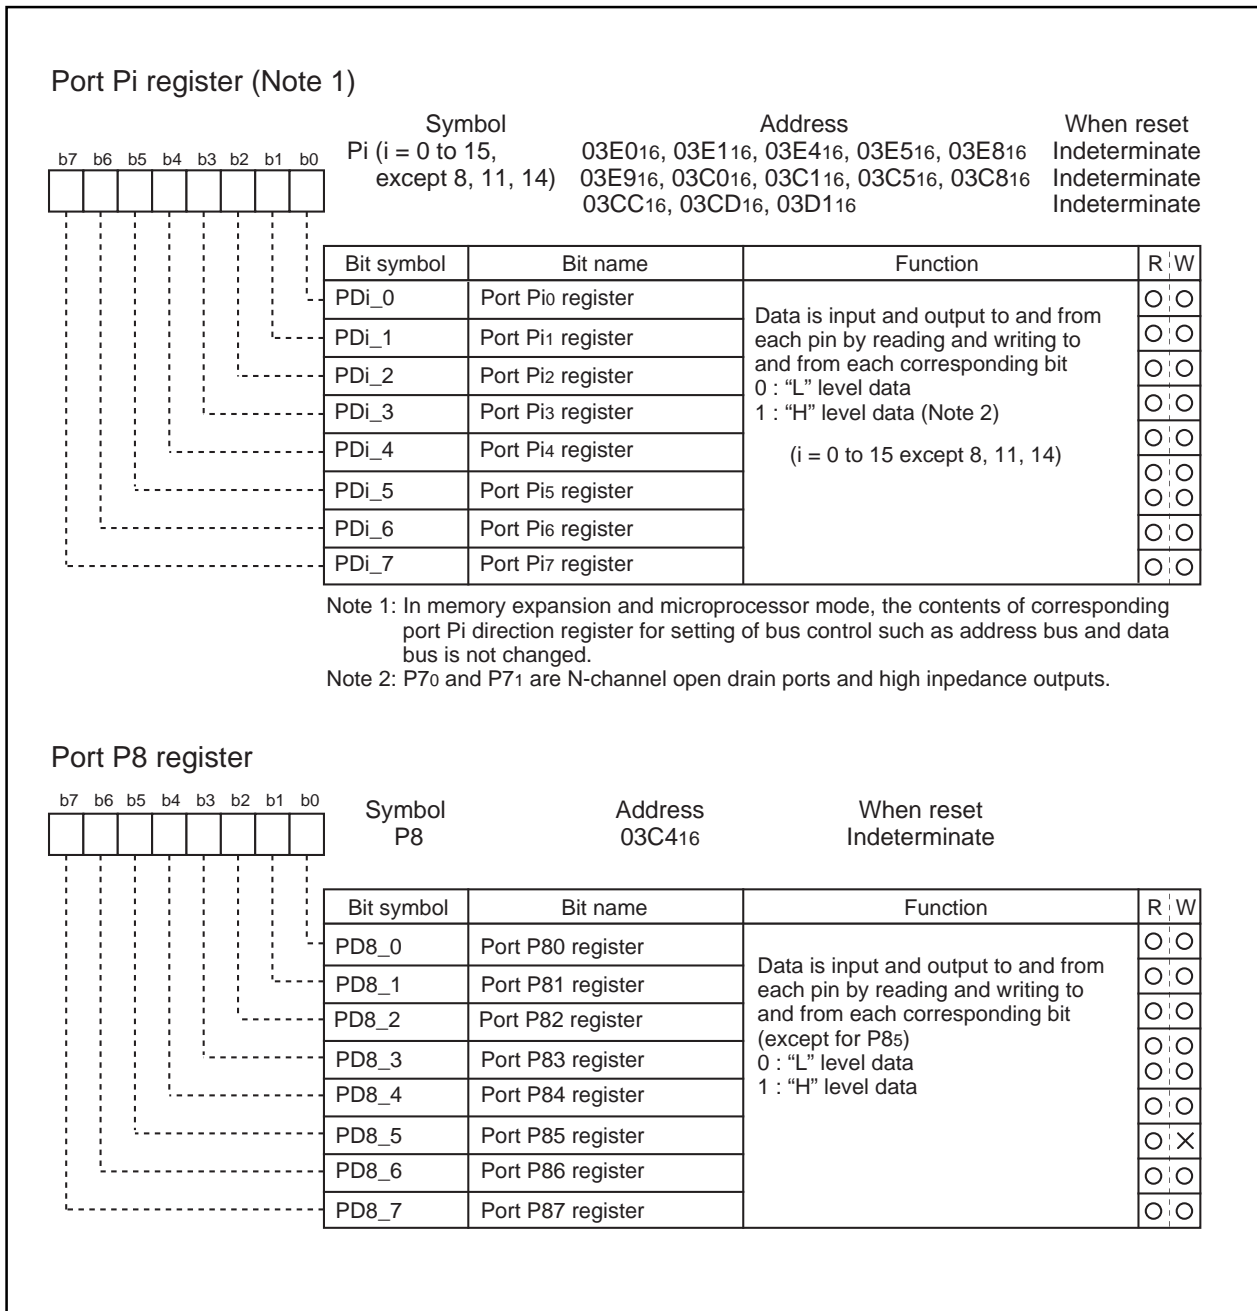 Port Pi register (Note 1)
Symbol Address When reset
b7 b6 b5 b4 b3 b2 b1 b0
Pi (i = 0 to 15, 03E016, 03E116, 03E416, 03E516, 03E816 Indeterminate
except 8, 11, 14) 03E916, 03C016, 03C116, 03C516, 03C816 Indeterminate
03CC16, 03CD16, 03D116 Indeterminate
Bit symbol Bit name Function R W
PDi_0 Port Pi0 register
PDi_1 Port Pi1 register
PDi_2 Port Pi2 register
PDi_3 Port Pi3 register
PDi_4 Port Pi4 register
PDi_5 Port Pi5 register
PDi_6 Port Pi6 register
PDi_7 Port Pi7 register
Data is input and output to and from
each pin by reading and writing to
and from each corresponding bit
0 : “L” level data
1 : “H” level data (Note 2)
(i = 0 to 15 except 8, 11, 14)
Note 1: In memory expansion and microprocessor mode, the contents of corresponding
port Pi direction register for setting of bus control such as address bus and data
bus is not changed.
Note 2: P70 and P71 are N-channel open drain ports and high inpedance outputs.
Port P8 register
b7 b6 b5 b4 b3 b2 b1 b0
Symbol Address When reset
P8 03C416 Indeterminate
Bit symbol Bit name Function R W
PD8_0 Port P80 register
PD8_1 Port P81 register
PD8_2 Port P82 register
PD8_3 Port P83 register
PD8_4 Port P84 register
PD8_5 Port P85 register
PD8_6 Port P86 register
PD8_7 Port P87 register
Data is input and output to and from
each pin by reading and writing to
and from each corresponding bit
(except for P85)
0 : “L” level data
1 : “H” level data